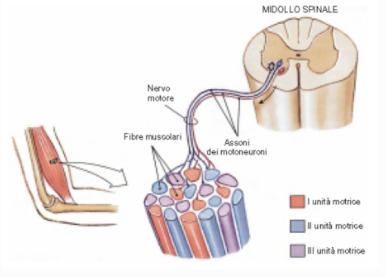 MIDOLLO SPINALE
Nervo
motore
Fibre muscolari
Assoni
dei motoneuroni
I unità motrice
II unità motrice
III unità motrice